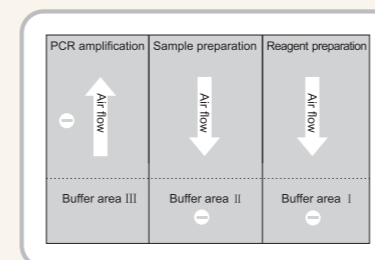 PCR amplification Sample preparation Reagent preparation
Air flow Air flow Air flow
Buffer area III Buffer area II Buffer area I